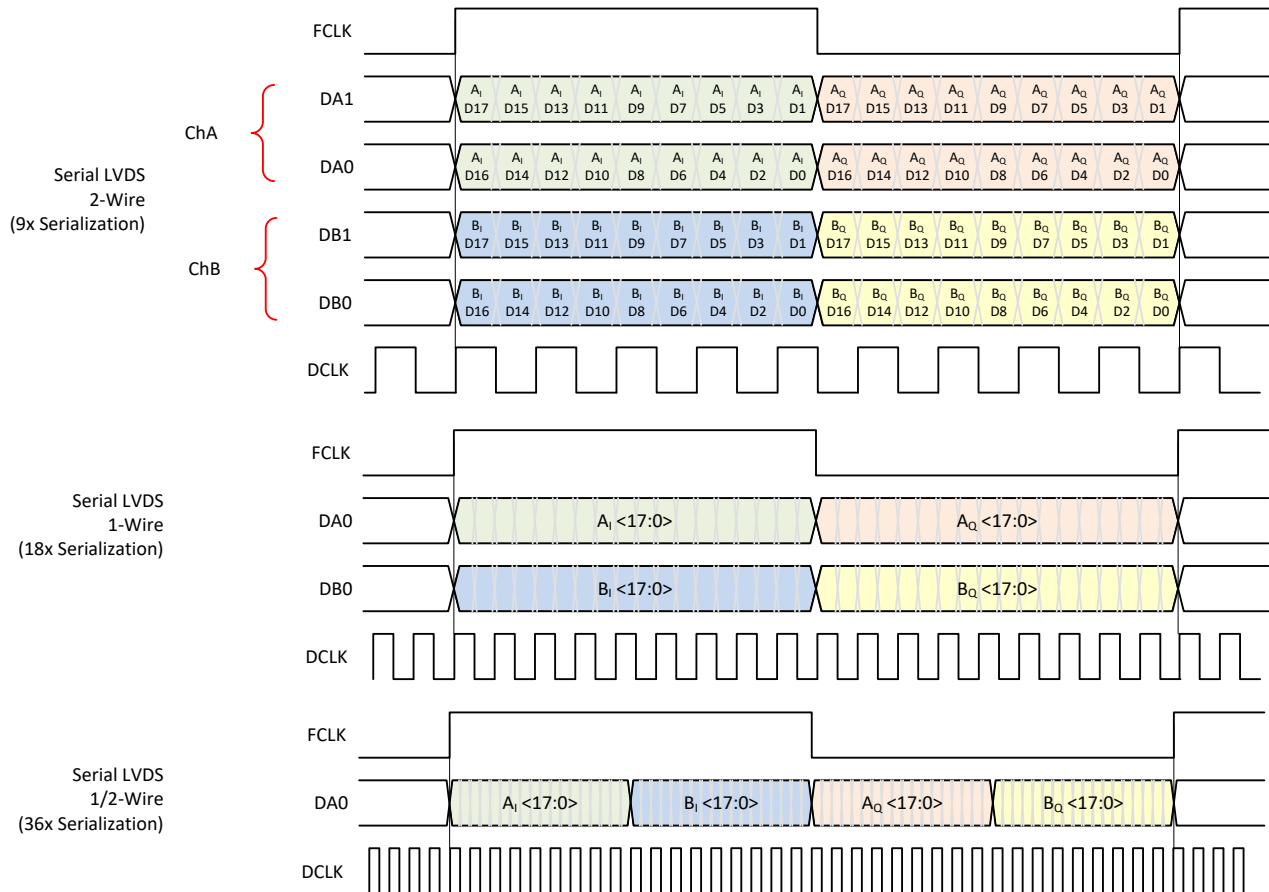 FCLK
ChA
DA1
A_I A_I A_I A_I A_I A_I A_I A_I A_I A_Q A_Q A_Q A_Q A_Q A_Q A_Q A_Q A_Q
D17 D15 D13 D11 D9 D7 D5 D3 D1 D17 D15 D13 D11 D9 D7 D5 D3 D1
DA0
A_I A_I A_I A_I A_I A_I A_I A_I A_I A_Q A_Q A_Q A_Q A_Q A_Q A_Q A_Q A_Q
D16 D14 D12 D10 D8 D6 D4 D2 D0 D16 D14 D12 D10 D8 D6 D4 D2 D0
Serial LVDS
2-Wire
(9x Serialization)
ChB
DB1
B_I B_I B_I B_I B_I B_I B_I B_I B_I B_Q B_Q B_Q B_Q B_Q B_Q B_Q B_Q B_Q
D17 D15 D13 D11 D9 D7 D5 D3 D1 D17 D15 D13 D11 D9 D7 D5 D3 D1
DB0
B_I B_I B_I B_I B_I B_I B_I B_I B_I B_Q B_Q B_Q B_Q B_Q B_Q B_Q B_Q B_Q
D16 D14 D12 D10 D8 D6 D4 D2 D0 D16 D14 D12 D10 D8 D6 D4 D2 D0
DCLK
FCLK
Serial LVDS
1-Wire
(18x Serialization)
DA0
A_I <17:0> A_Q <17:0>
DB0
B_I <17:0> B_Q <17:0>
DCLK
FCLK
Serial LVDS
1/2-Wire
(36x Serialization)
DA0
A_I <17:0> B_I <17:0> A_Q <17:0> B_Q <17:0>
DCLK